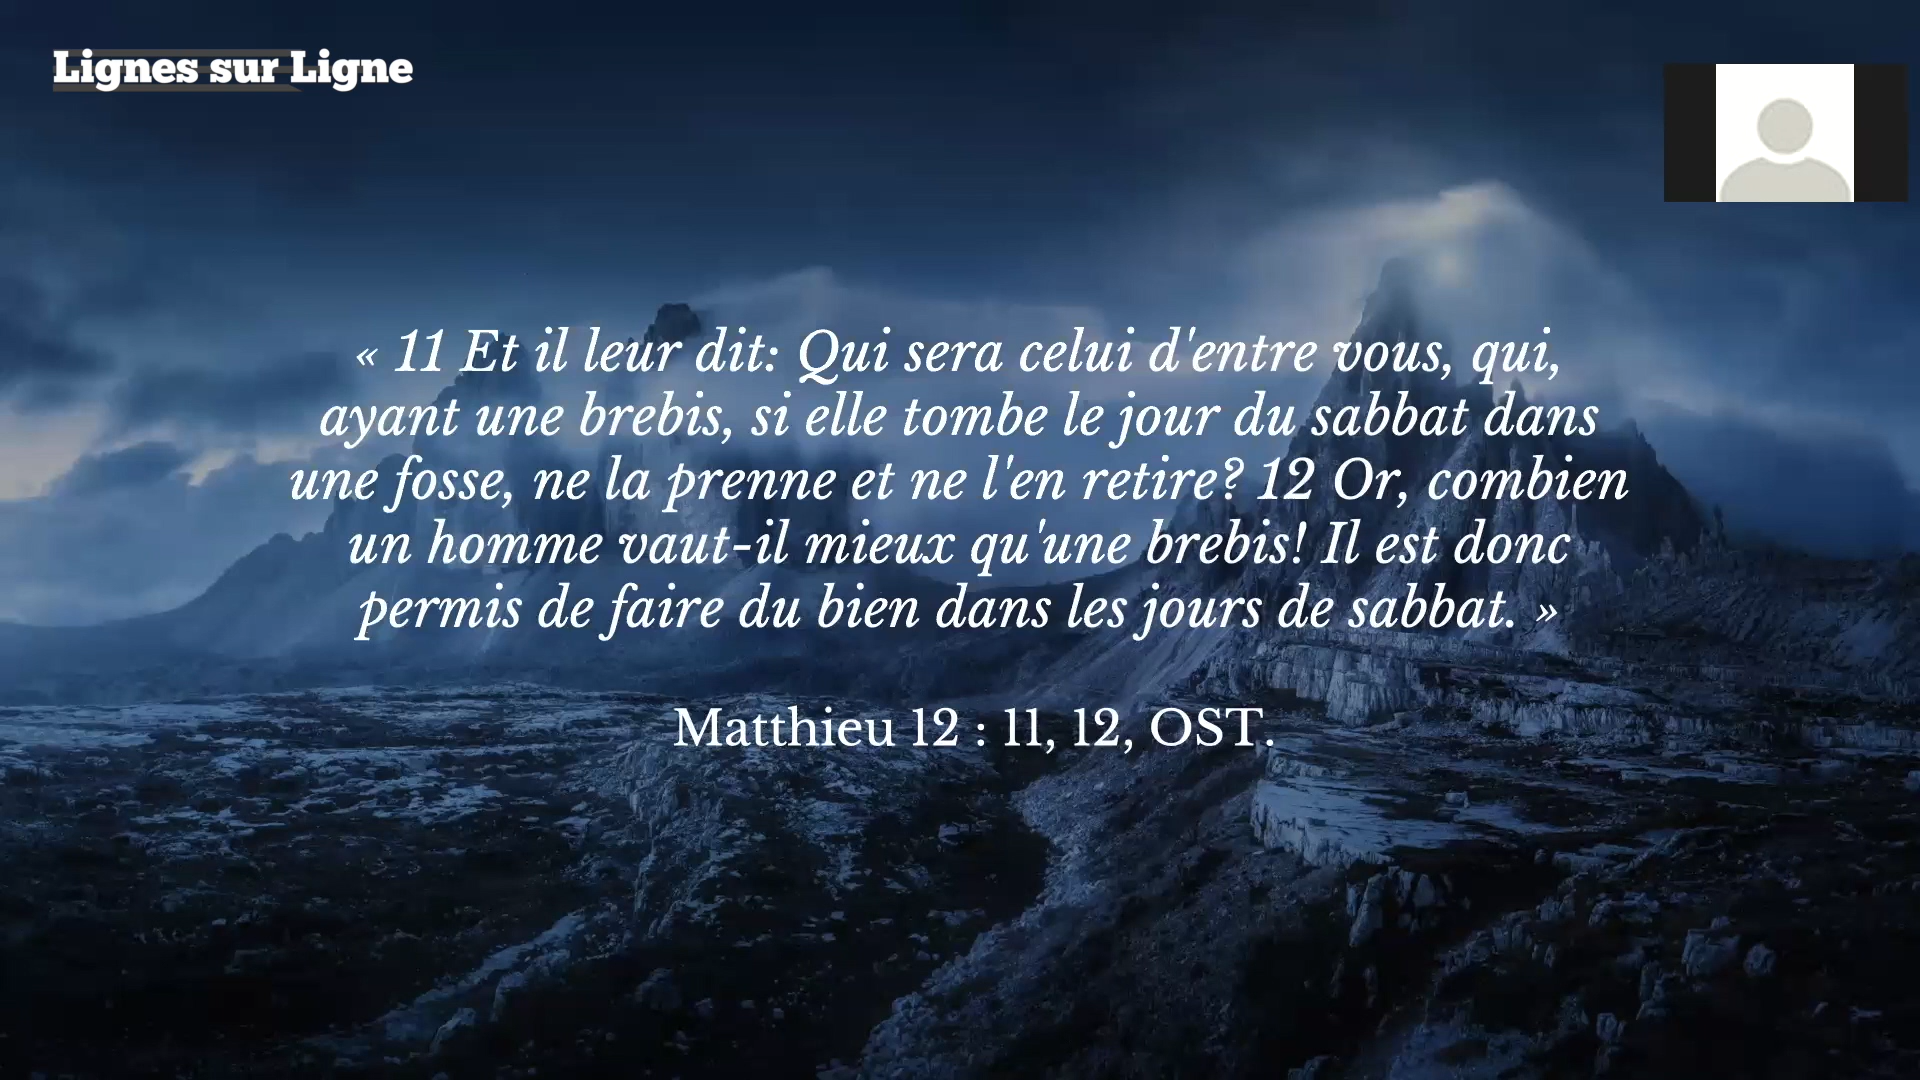 Lignes sur Ligne
« 11 Et il leur dit: Qui sera celui d'entre vous, qui,
ayant une brebis, si elle tombe le jour du sabbat dans
une fosse, ne la prenne et ne l'en retire? 12 Or, combien
un homme vaut-il mieux qu'une brebis! Il est donc
permis de faire du bien dans les jours de sabbat. »
Matthieu 12 : 11, 12, OST.